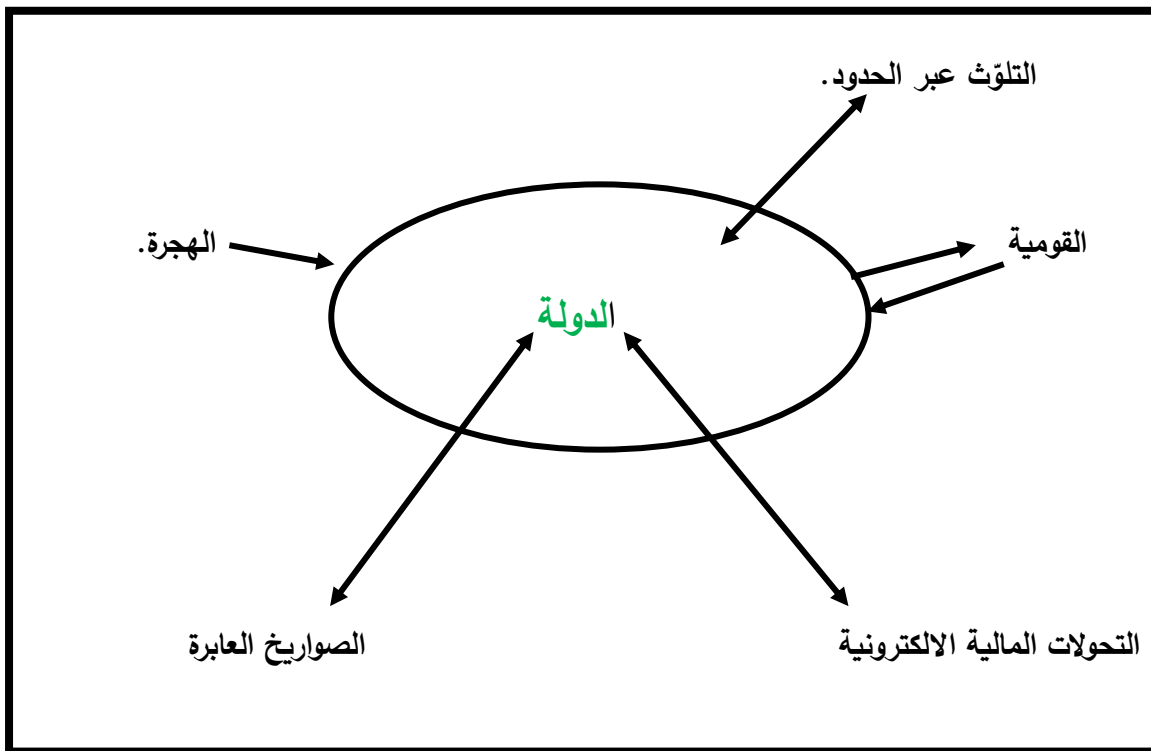 التلوّث عبر الحدود.
القومية
الهجرة.
الدولة
التحولات المالية الالكترونية
الصواريخ العابرة